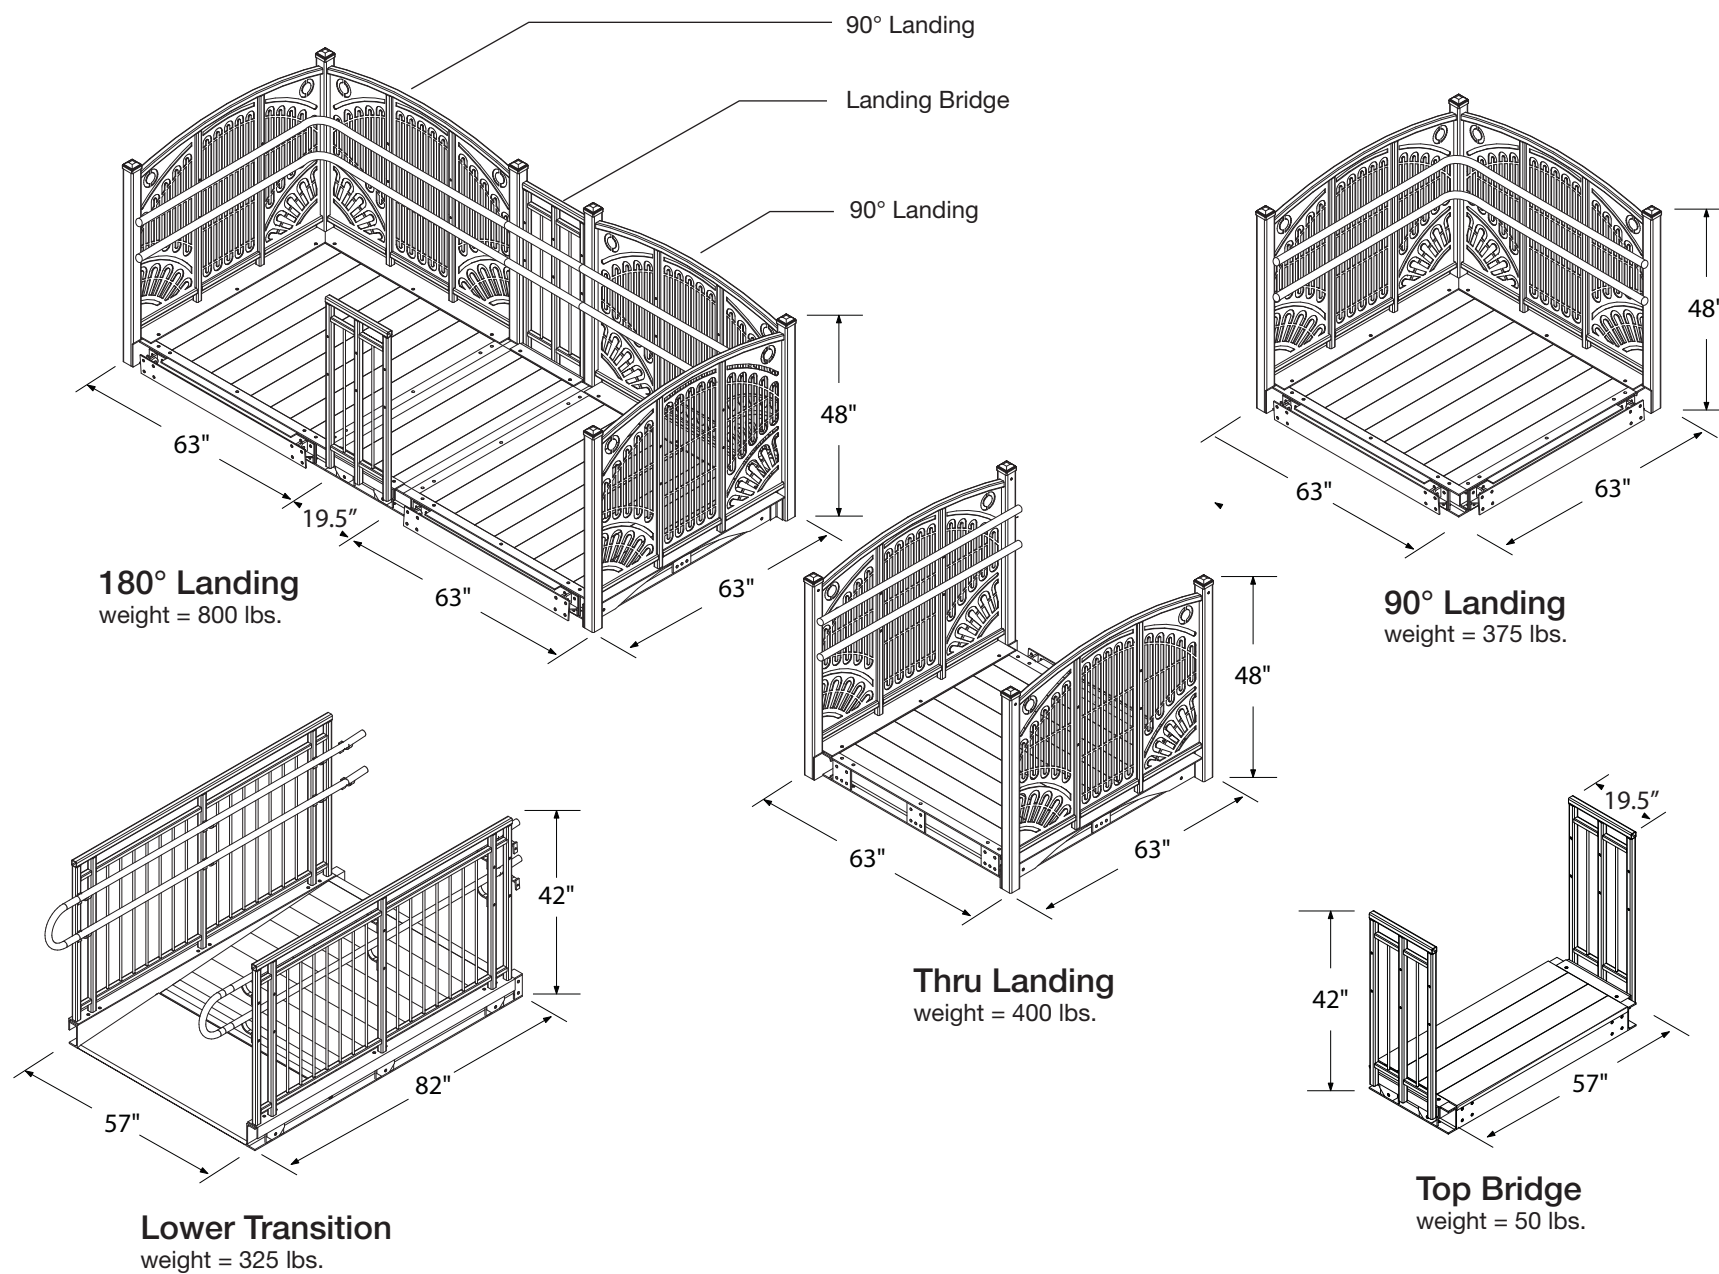 90° Landing
Landing Bridge
90° Landing
48"
63"
19.5”
63"
63"
180° Landing
weight = 800 lbs.
48"
63"
63"
90° Landing
weight = 375 lbs.
48"
63"
63"
Thru Landing
weight = 400 lbs.
42"
82"
57"
Lower Transition
weight = 325 lbs.
19.5”
42"
57"
Top Bridge
weight = 50 lbs.